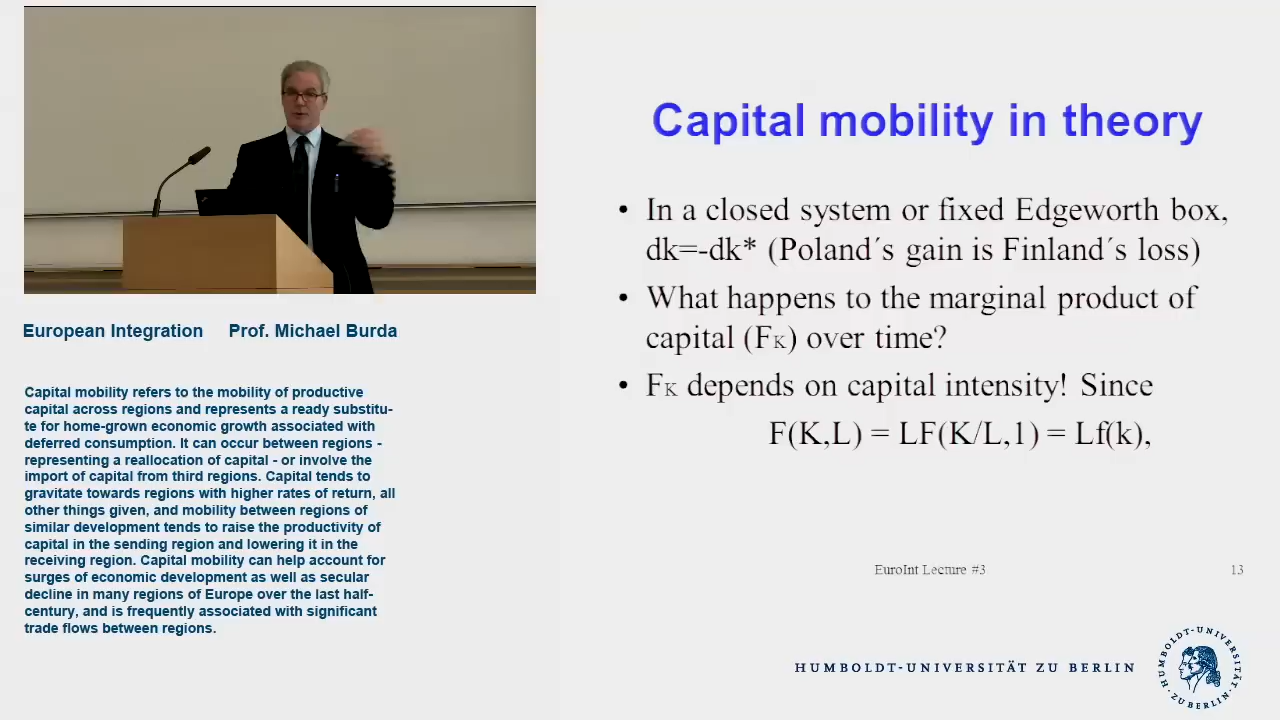 Capital mobility in theory
• In a closed system or fixed Edgeworth box,
dk=-dk* (Poland´s gain is Finland´s loss)
• What happens to the marginal product of
capital (FK) over time?
• FK depends on capital intensity! Since
F(K,L) = LF(K/L,1) = Lf(k),
EuroInt Lecture #3
13
European Integration Prof. Michael Burda
Capital mobility refers to the mobility of productive
capital across regions and represents a ready substitu-
te for home-grown economic growth associated with
deferred consumption. It can occur between regions -
representing a reallocation of capital - or involve the
import of capital from third regions. Capital tends to
gravitate towards regions with higher rates of return, all
other things given, and mobility between regions of
similar development tends to raise the productivity of
capital in the sending region and lowering it in the
receiving region. Capital mobility can help account for
surges of economic development as well as secular
decline in many regions of Europe over the last half-
century, and is frequently associated with significant
trade flows between regions.
HUMBOLDT-UNIVERSITÄT ZU BERLIN
HUMBOLDT-UNIVERSITÄT
ZU BERLIN